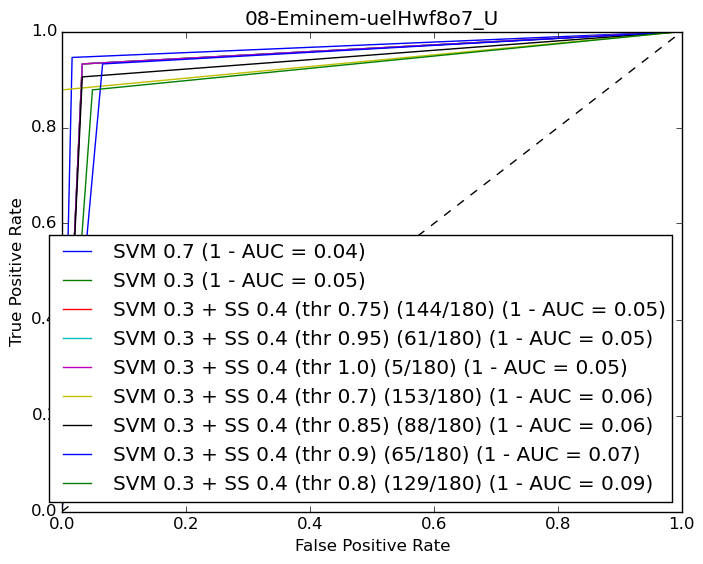 08-Eminem-uelHwf8o7_U
True Positive Rate
1.0
0.8
0.6
0.0
SVM 0.7 (1 - AUC = 0.04)
SVM 0.3 (1 - AUC = 0.05)
SVM 0.3 + SS 0.4 (thr 0.75) (144/180) (1 - AUC = 0.05)
SVM 0.3 + SS 0.4 (thr 0.95) (61/180) (1 - AUC = 0.05)
SVM 0.3 + SS 0.4 (thr 1.0) (5/180) (1 - AUC = 0.05)
SVM 0.3 + SS 0.4 (thr 0.7) (153/180) (1 - AUC = 0.06)
SVM 0.3 + SS 0.4 (thr 0.85) (88/180) (1 - AUC = 0.06)
SVM 0.3 + SS 0.4 (thr 0.9) (65/180) (1 - AUC = 0.07)
SVM 0.3 + SS 0.4 (thr 0.8) (129/180) (1 - AUC = 0.09)
0.0 0.2 0.4 0.6 0.8 1.0
False Positive Rate